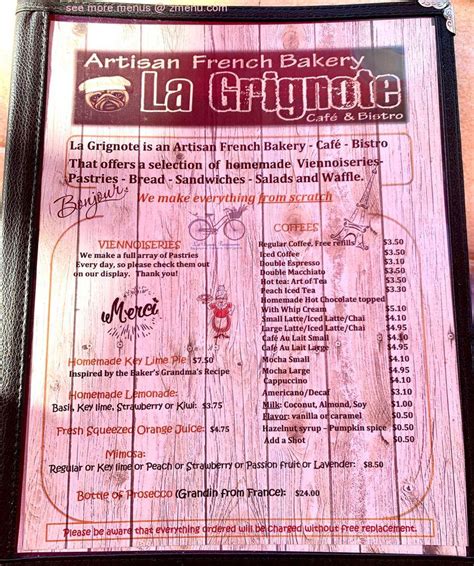 see more menus @ zmenu.com
Artisan French Bakery
La Grignote
Café & Bistro
La Grignote is an Artisan French Bakery - Café - Bistro
That offers a selection of homemade Viennoiseries-
Pastries - Bread - Sandwiches - Salads and Waffle.
Bonjour
We make everything from scratch
VIENNOISERIES
We make a full array of Pastries
Every day, so please check them out
on our display. Thank you!
Merci
Homemade Key Lime Pie $7.50
Inspired by the Baker's Grandma's Recipe
Homemade Lemonade:
Basil, Key lime, Strawberry or Kiwi: $3.75
Fresh Squeezed Orange Juice: $4.75
COFFEES
Regular Coffee, Free refills $3.50
Iced Coffee $3.50
Double Espresso $3.10
Double Macchiato $3.50
Hot tea: Art of Tea $3.50
Peach Iced Tea $3.30
Homemade Hot Chocolate topped
With Whip Cream $4.10
Small Latte/Iced Latte/Chai $4.10
Large Latte/Iced Latte/Chai $4.95
Café Au Lait Small $4.10
Café Au Lait Large $4.95
Mocha Small $4.10
Mocha Large $4.95
Cappuccino $4.10
Americano/Decaf $3.10
Milk: Coconut, Almond, Soy $1.00
Flavor: vanilla or caramel $0.50
Hazelnut syrup – Pumpkin spice $0.50
Add a Shot $0.50
Mimosa:
Regular or Key lime or Peach or Strawberry or Passion fruit or Lavender: $8.50
Bottle of Prosecco (Grandin from France): $24.00
Please be aware that everything ordered will be charged without free replacement.